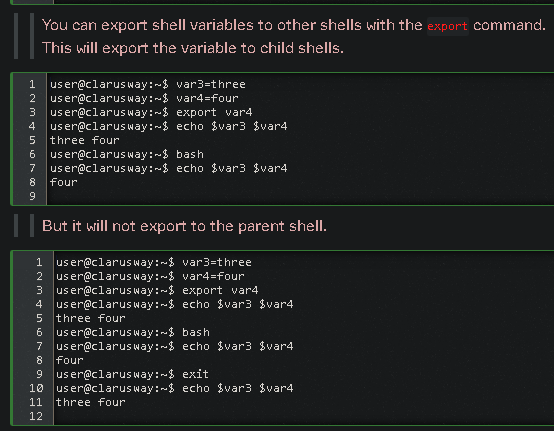 You can export shell variables to other shells with the export command.
This will export the variable to child shells.
1 user@clarusway:~$ var3=three
2 user@clarusway:~$ var4=four
3 user@clarusway:~$ export var4
4 user@clarusway:~$ echo $var3 $var4
5 three four
6 user@clarusway:~$ bash
7 user@clarusway:~$ echo $var3 $var4
8 four
9
But it will not export to the parent shell.
1 user@clarusway:~$ var3=three
2 user@clarusway:~$ var4=four
3 user@clarusway:~$ export var4
4 user@clarusway:~$ echo $var3 $var4
5 three four
6 user@clarusway:~$ bash
7 user@clarusway:~$ echo $var3 $var4
8 four
9 user@clarusway:~$ exit
10 user@clarusway:~$ echo $var3 $var4
11 three four
12